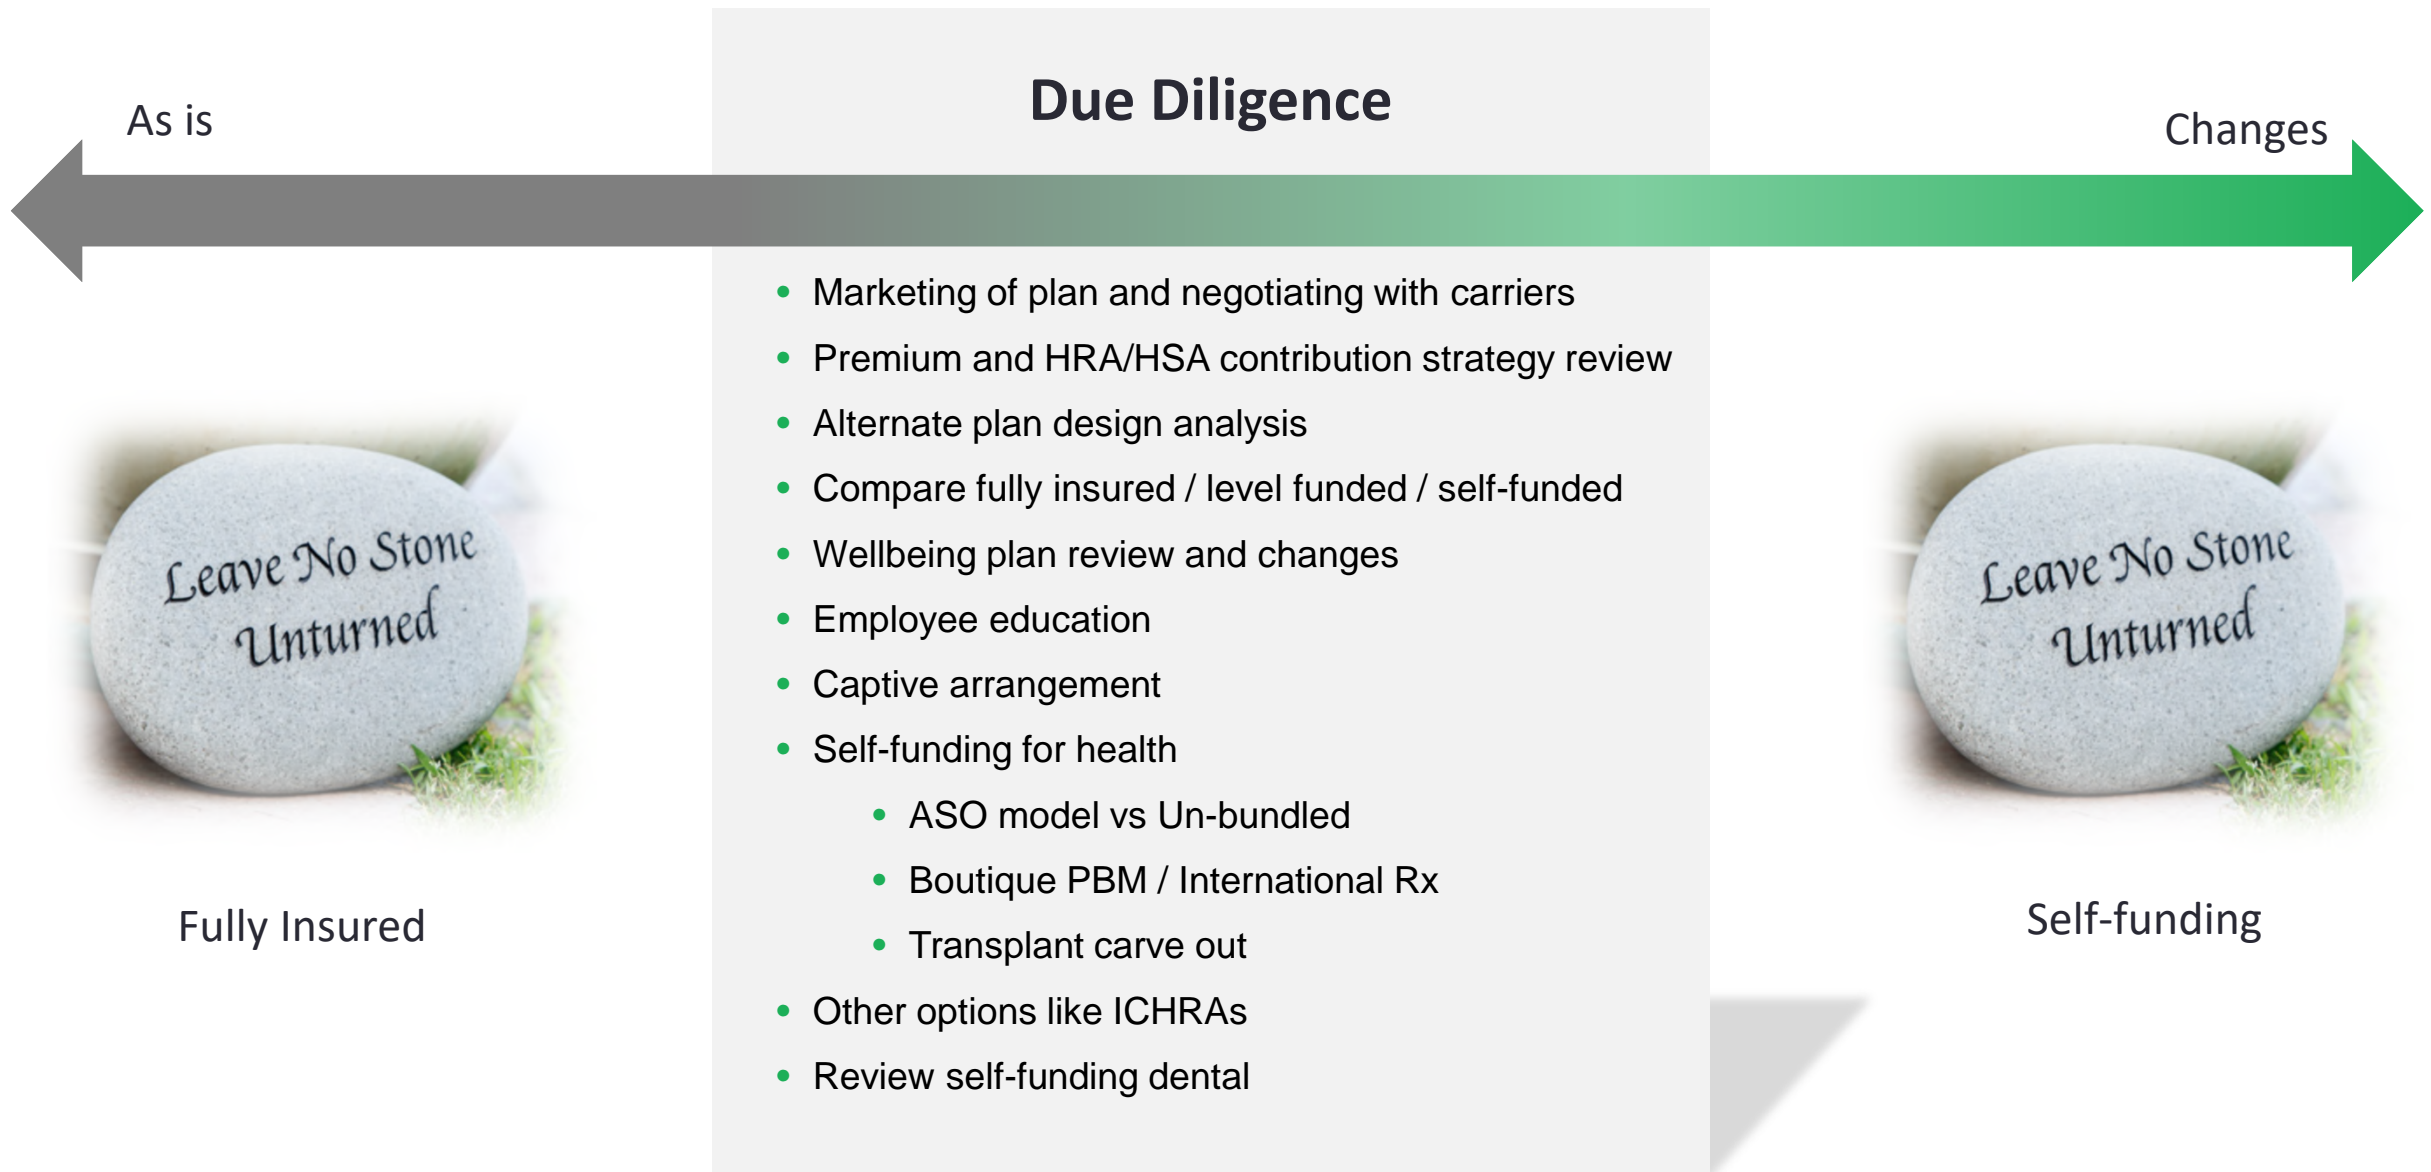 Due Diligence
As is
Changes
• Marketing of plan and negotiating with carriers
• Premium and HRA/HSA contribution strategy review
• Alternate plan design analysis
• Compare fully insured / level funded / self-funded
• Wellbeing plan review and changes
• Employee education
• Captive arrangement
• Self-funding for health
• ASO model vs Un-bundled
• Boutique PBM / International Rx
• Transplant carve out
• Other options like ICHRAs
• Review self-funding dental
Leave No Stone
Unturned
Fully Insured
Leave No Stone
Unturned
Self-funding